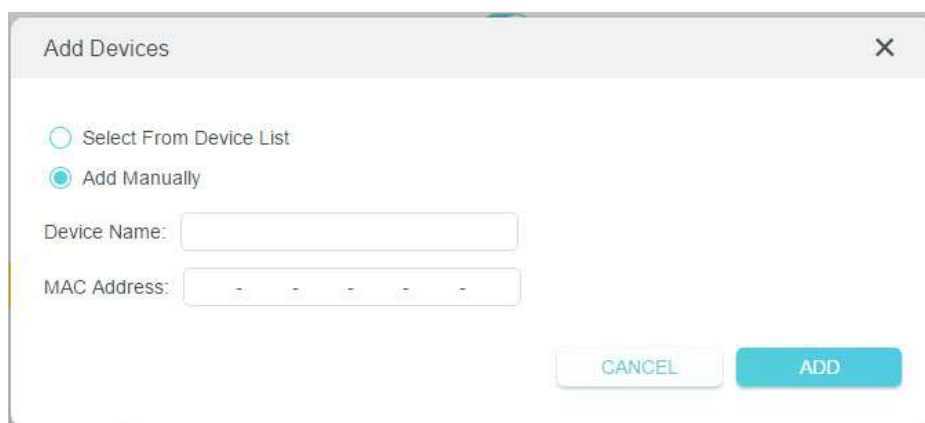 Add Devices
Select From Device List
Add Manually
Device Name:
MAC Address: - - - - -
CANCEL ADD